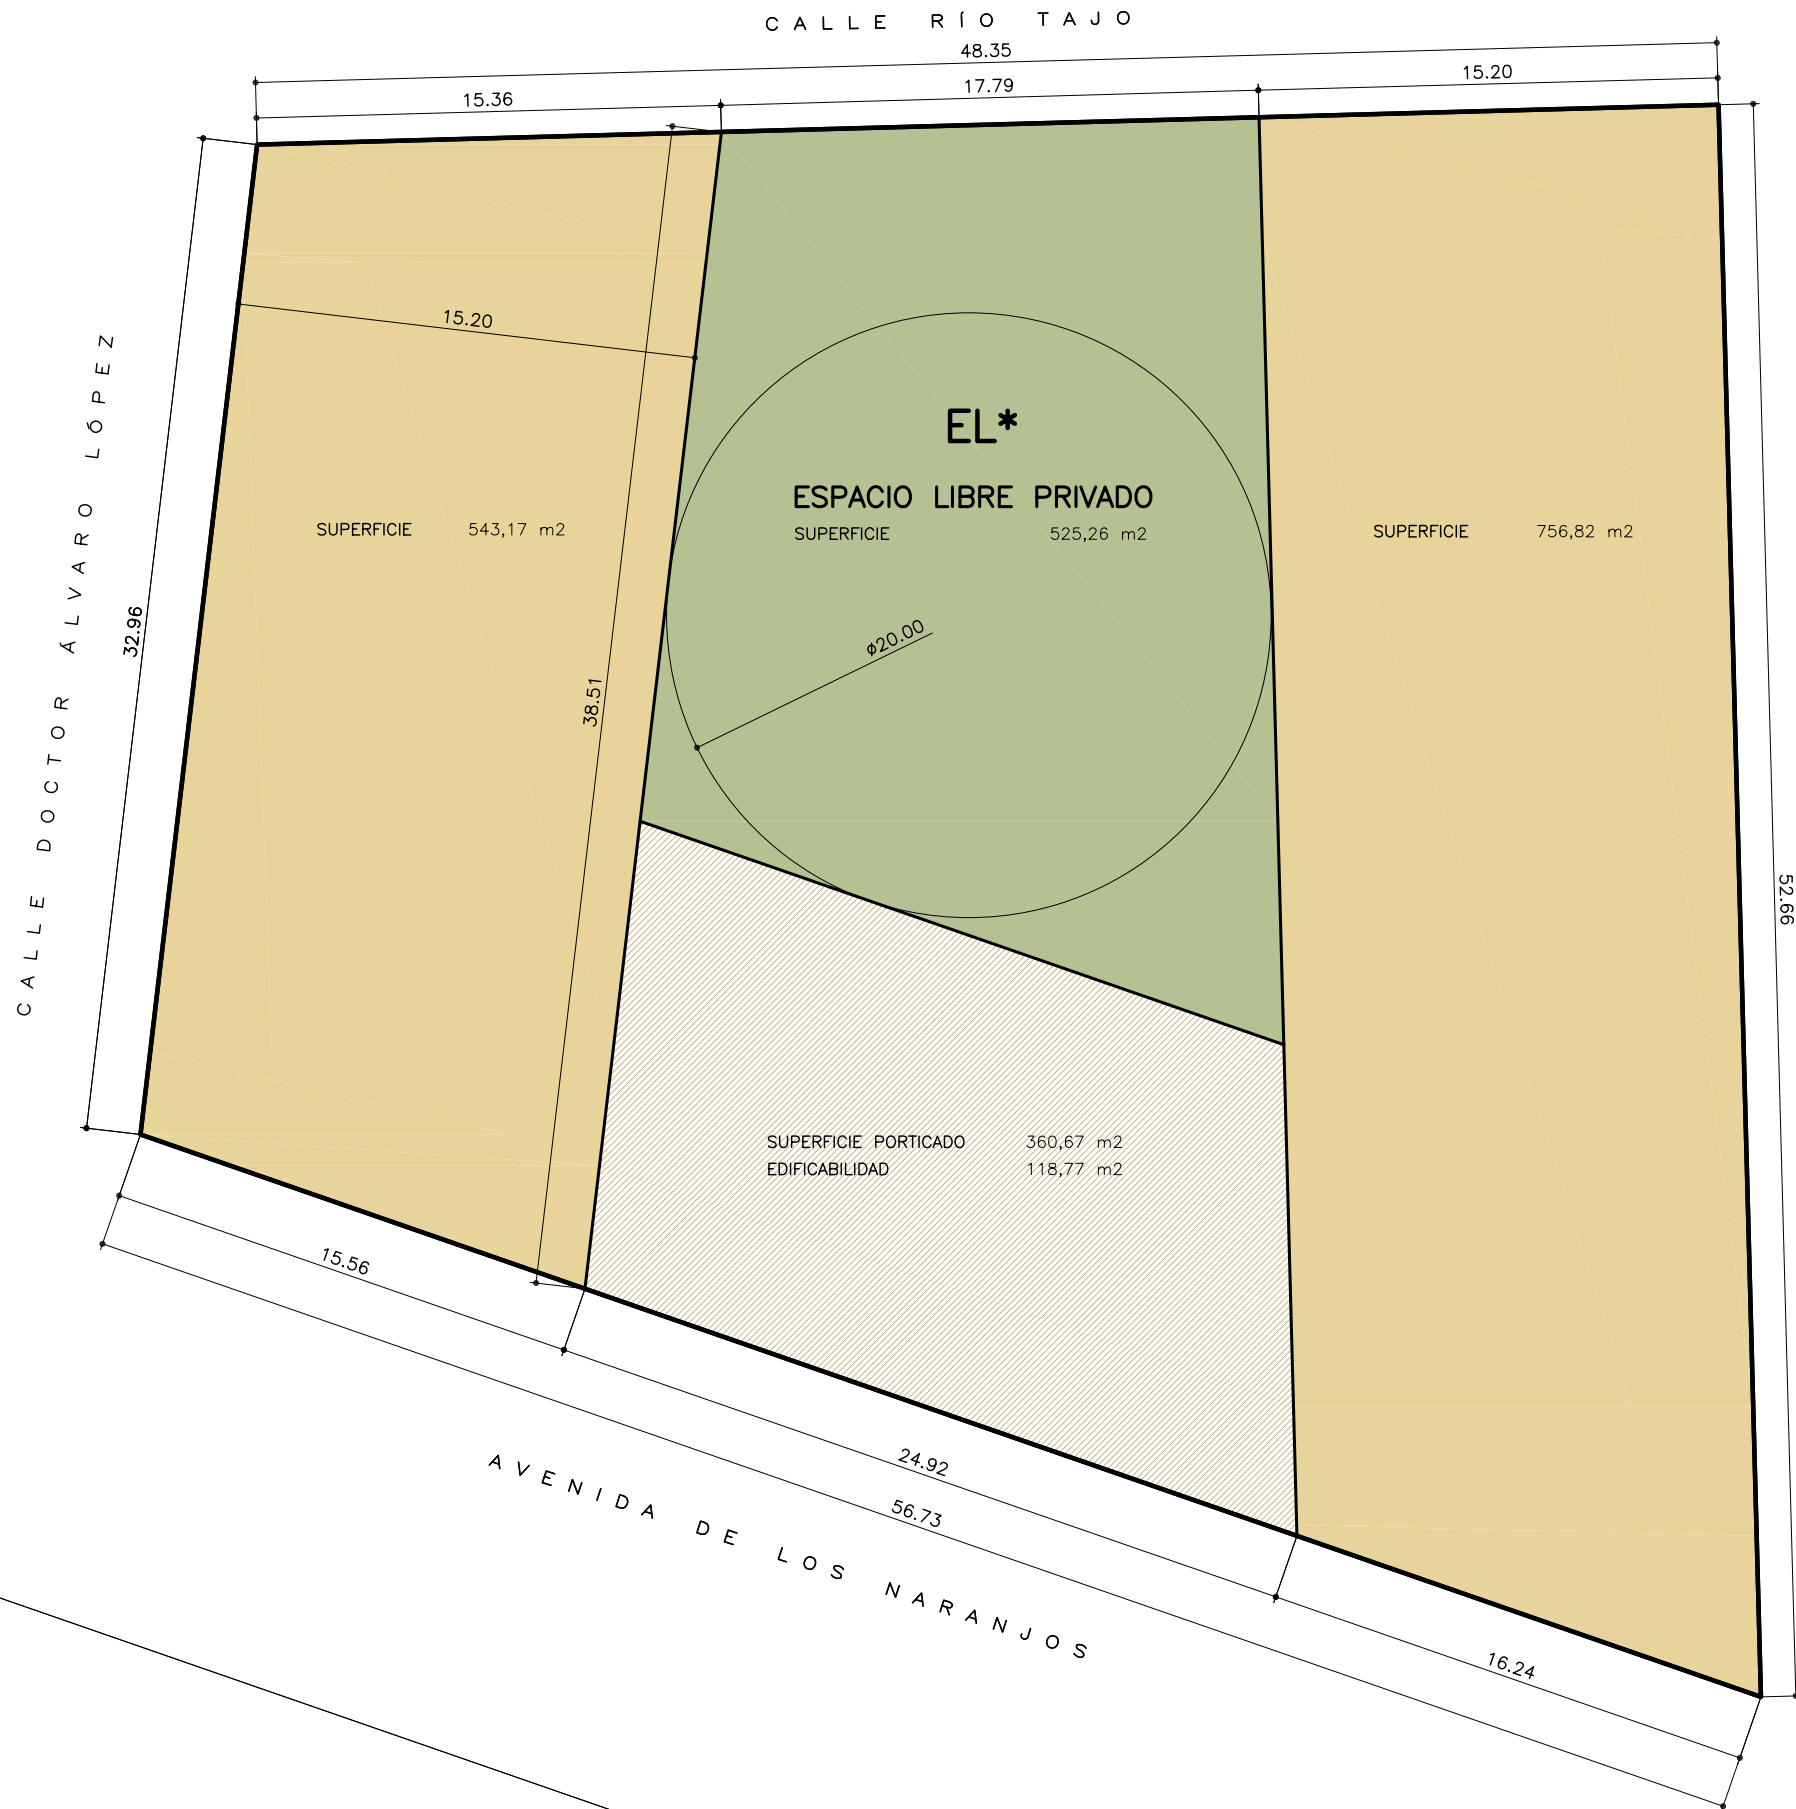 CALLE RÍO TAJO
48.35
15.36
17.79
15.20
15.20
CALLE DOCTOR ÁLVARO LÓPEZ
32.96
38.51
EL*
ESPACIO LIBRE PRIVADO
SUPERFICIE 525,26 m2
SUPERFICIE 543,17 m2
SUPERFICIE 756,82 m2
ø20.00
52.66
SUPERFICIE PORTICADO 360,67 m2
EDIFICABILIDAD 118,77 m2
15.56
24.92
56.73
16.24
AVENIDA DE LOS NARANJOS